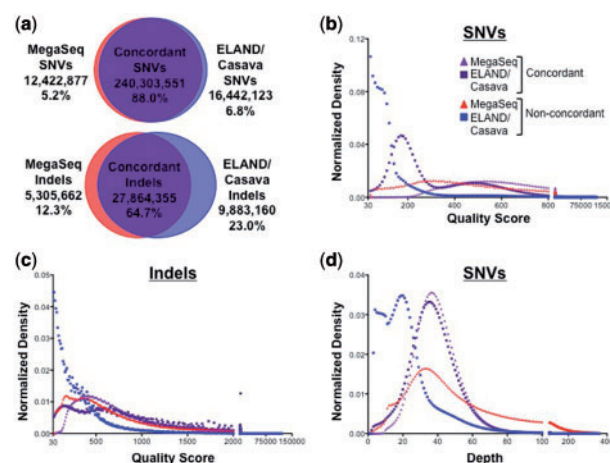 (a)
MegaSeq
SNVs
12,422,877
5.2%
Concordant
SNVs
240,303,551
88.0%
ELAND/
Casava
SNVs
16,442,123
6.8%
MegaSeq
Indels
5,305,662
12.3%
Concordant
Indels
27,864,355
64.7%
ELAND/
Casava
Indels
9,883,160
23.0%
(b)
SNVs
MegaSeq
ELAND/
Casava
Concordant
MegaSeq
ELAND/
Casava
Non-concordant
Normalized Density
0.12
0.08
0.04
0.00
30 200 400 600 800 75000 150000
Quality Score
(c)
Indels
Normalized Density
0.05
0.04
0.03
0.02
0.01
0.00
30 500 1000 1500 2000 75000 150000
Quality Score
(d)
SNVs
Normalized Density
0.04
0.03
0.02
0.01
0.00
0 20 40 60 80 100 200 400
Depth